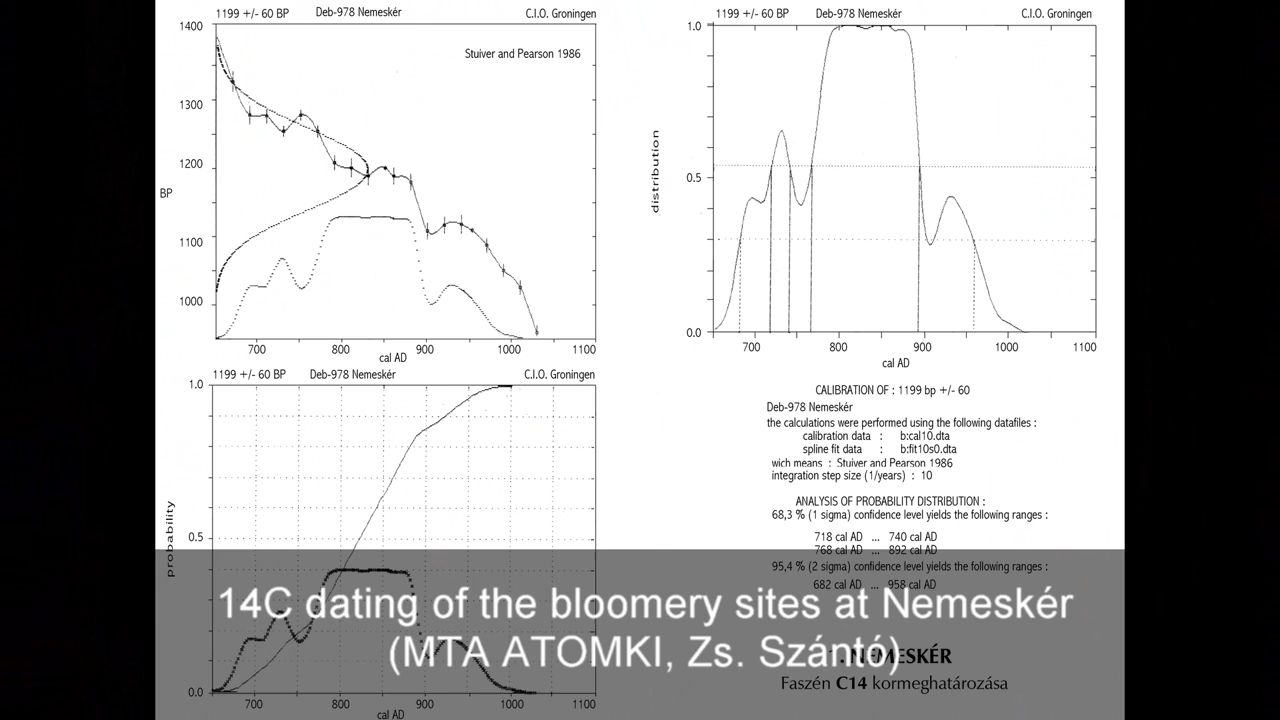 1199 +/- 60 BP Deb-978 Nemeskér C.I.O. Groningen
Stuiver and Pearson 1986
1400
1300
1200
BP
1100
1000
700 800 900 1000 1100
cal AD
1199 +/- 60 BP Deb-978 Nemeskér C.I.O. Groningen
1.0
distribution
0.5
0.0
700 800 900 1000 1100
cal AD
1199 +/- 60 BP Deb-978 Nemeskér C.I.O. Groningen
1.0
0.5
probability
0.0
700 800 900 1000 1100
cal AD
CALIBRATION OF : 1199 bp +/- 60
Deb-978 Nemeskér
the calculations were performed using the following datafiles :
calibration data : b:cal10.dta
spline fit data : b:fit10s0.dta
wich means : Stuiver and Pearson 1986
integration step size (1/years) : 10
ANALYSIS OF PROBABILITY DISTRIBUTION :
68,3 % (1 sigma) confidence level yields the following ranges :
718 cal AD ... 740 cal AD
768 cal AD ... 892 cal AD
95,4 % (2 sigma) confidence level yields the following ranges :
682 cal AD ... 958 cal AD
14C dating of the bloomery sites at Nemeskér
(MTA ATOMKI, Zs. Szántó)
NEMESKÉR
Faszén C14 kormeghatározása